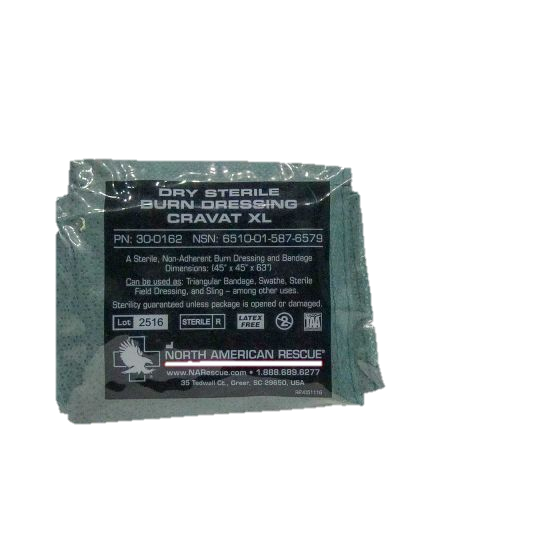 DRY STERILE
BURN DRESSING
CRAVAT XL
PN: 30-0162 NSN: 6510-01-587-6579
A Sterile, Non-Adherent Burn Dressing and Bandage
Dimensions: (45" x 45" x 63")
Can be used as: Triangular Bandage, Swathe, Sterile
Field Dressing, and Sling – among other uses.
Sterility guaranteed unless package is opened or damaged.
Lot 2516 STERILE R LATEX FREE 2 TAA
NORTH AMERICAN RESCUE®
www.NARescue.com • 1.888.689.6277
35 Tedwall Ct., Greer, SC 29650, USA